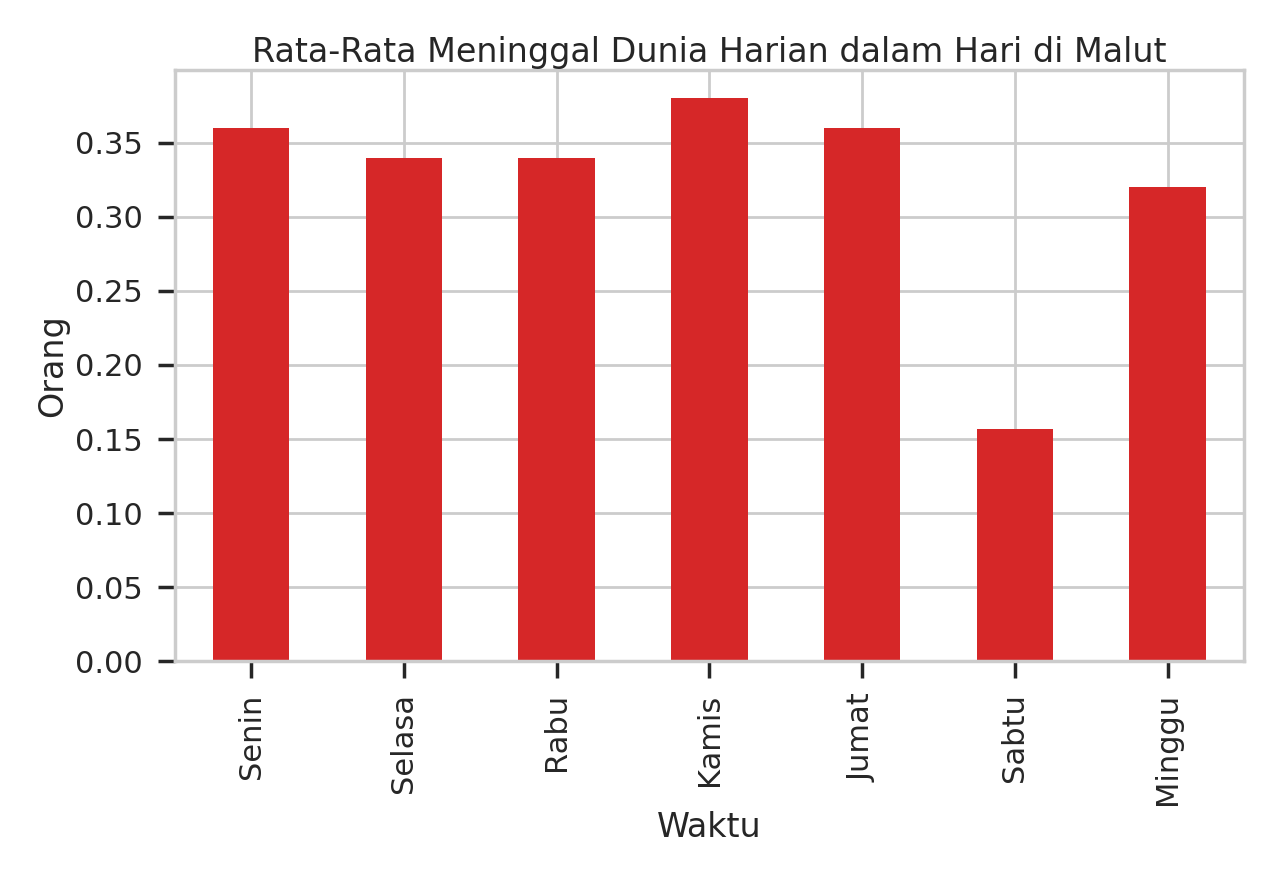 Rata-Rata Meninggal Dunia Harian dalam Hari di Malut
Orang
0.35
0.30
0.25
0.20
0.15
0.10
0.05
0.00
Senin
Selasa
Rabu
Kamis
Jumat
Sabtu
Minggu
Waktu